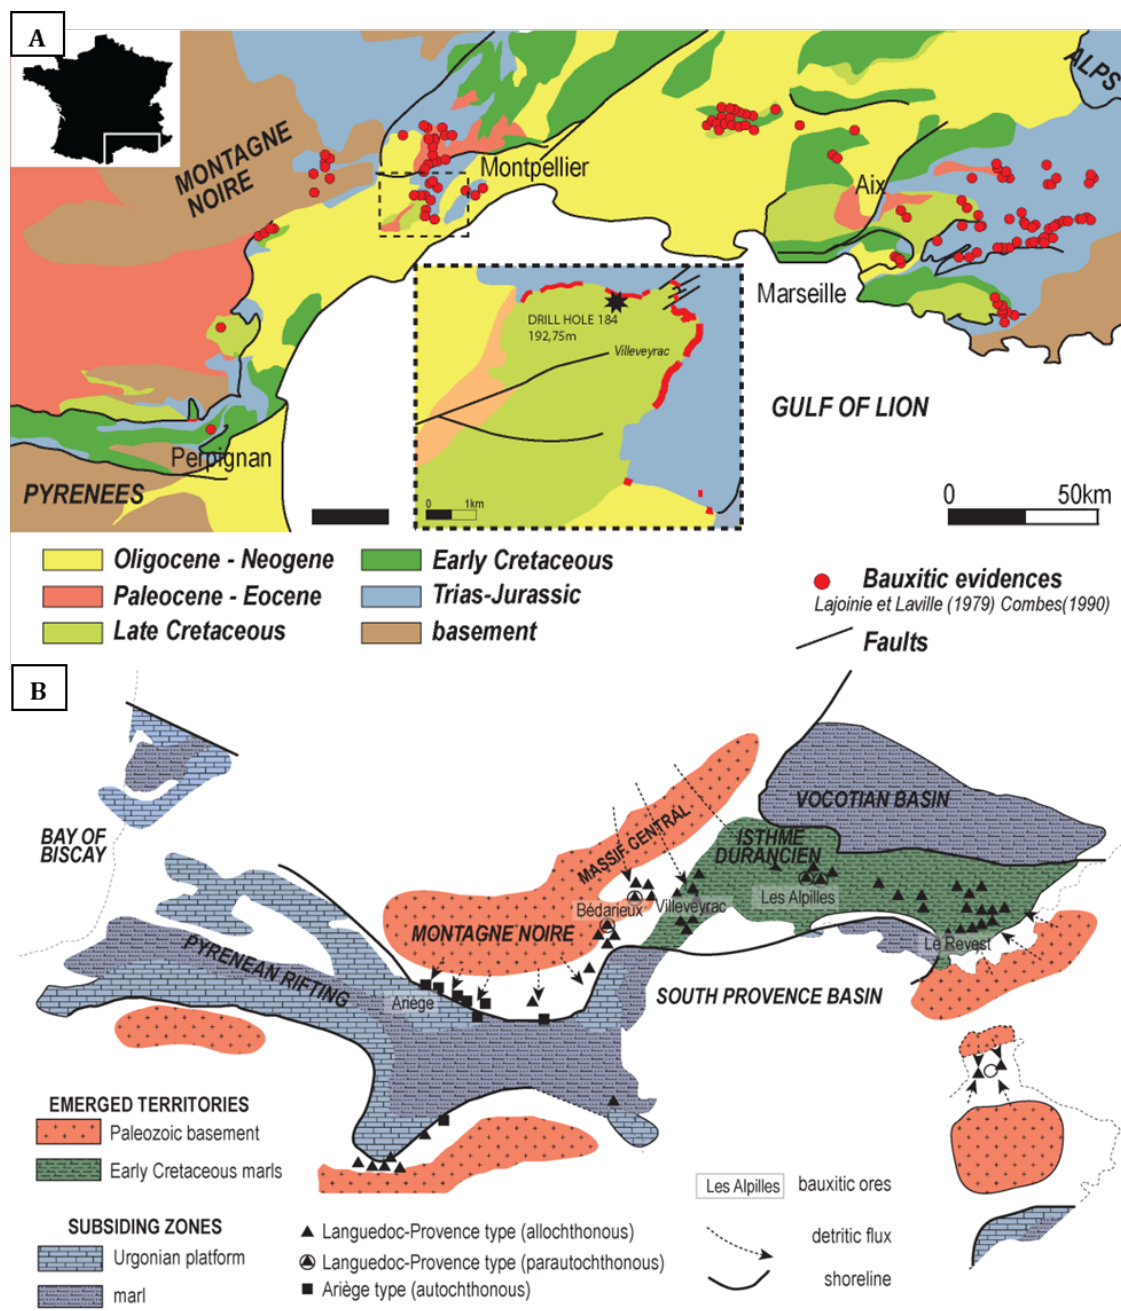 A
ALPS
MONTAGNE
NOIRE
Montpellier
Aix
Marseille
DRILL HOLE 184
192,75m
Villeveyrac
GULF OF LION
Perpignan
PYRENEES
0 1km
0 50km
Oligocene - Neogene
Early Cretaceous
Paleocene - Eocene
Trias-Jurassic
Late Cretaceous
basement
Bauxitic evidences
Lajoinie et Laville (1979) Combes(1990)
Faults
B
BAY OF
BISCAY
VOCOTIAN BASIN
MASSIF CENTRAL
ISTHME
DURANCIEN
Les Alpilles
Bédarieux
Villeveyrac
MONTAGNE NOIRE
Le Revest
PYRENEAN RIFTING
Ariège
SOUTH PROVENCE BASIN
EMERGED TERRITORIES
Paleozoic basement
Early Cretaceous marls
SUBSIDING ZONES
Urgonian platform
marl
Languedoc-Provence type (allochthonous)
Languedoc-Provence type (parautochthonous)
Ariège type (autochthonous)
Les Alpilles bauxitic ores
detritic flux
shoreline